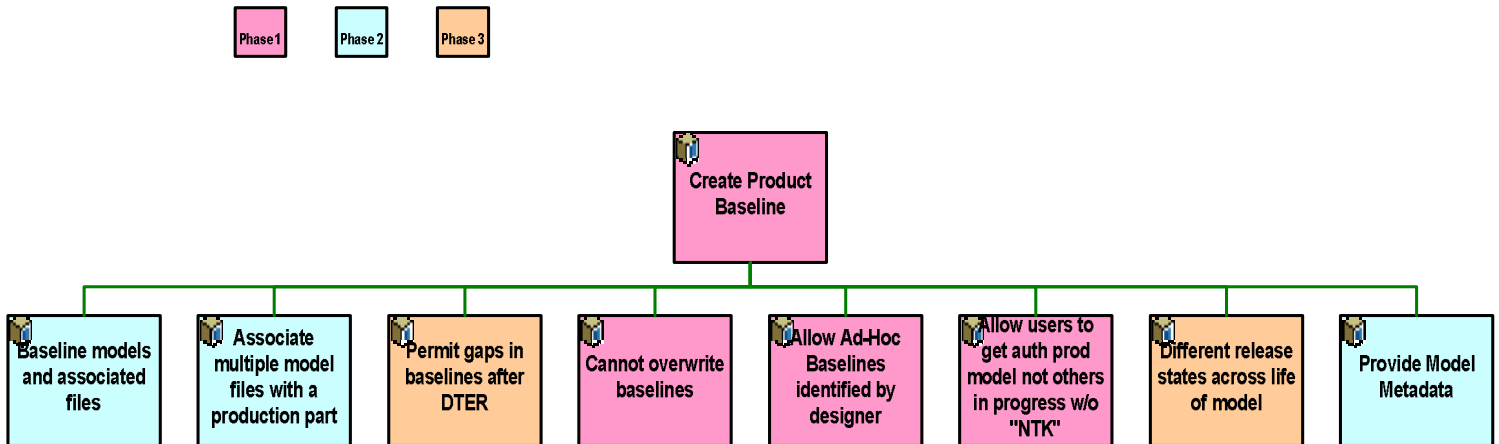 Phase1
Phase 2
Phase 3
Create Product
Baseline
Baseline models
and associated
files
Associate
multiple model
files with a
production part
Permit gaps in
baselines after
DTER
Cannot overwrite
baselines
Allow Ad-Hoc
Baselines
identified by
designer
Allow users to
get auth prod
model not others
in progress w/o
"NTK"
Different release
states across life
of model
Provide Model
Metadata